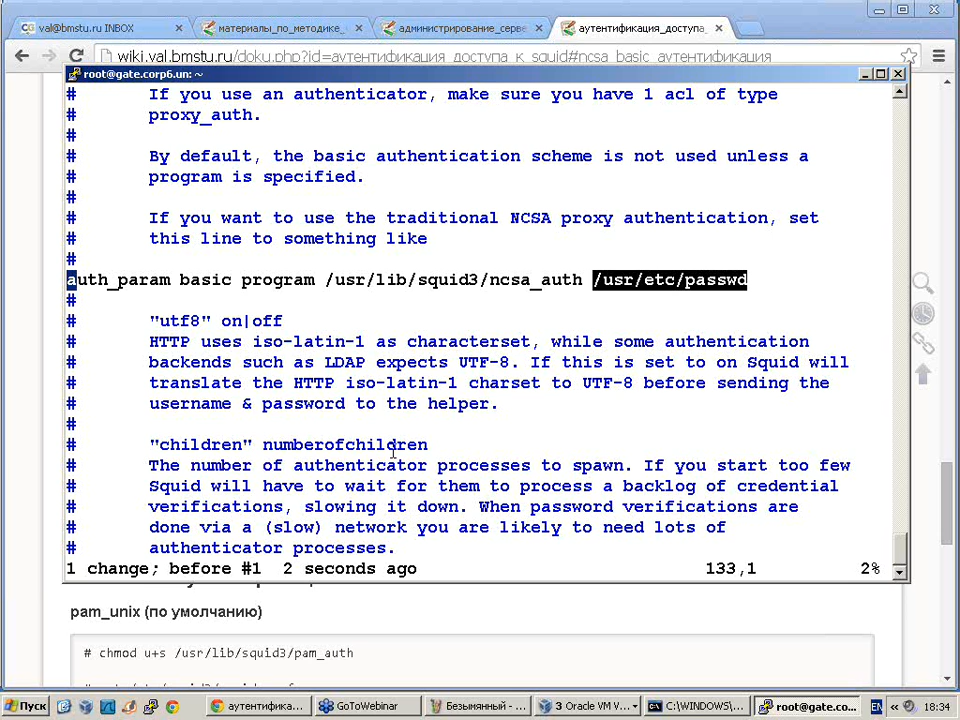 val@bmstu.ru INBOX
материалы_по_методике_
администрирование_серве
аутентификация_доступа_
wiki.val.bmstu.ru/doku.php?id=аутентификация_доступа_к_squid#ncsa_basic_аутентификация
root@gate.corp6.un: ~
# If you use an authenticator, make sure you have 1 acl of type
# proxy_auth.
#
# By default, the basic authentication scheme is not used unless a
# program is specified.
#
# If you want to use the traditional NCSA proxy authentication, set
# this line to something like
#
auth_param basic program /usr/lib/squid3/ncsa_auth /usr/etc/passwd
#
# "utf8" on|off
# HTTP uses iso-latin-1 as characterset, while some authentication
# backends such as LDAP expects UTF-8. If this is set to on Squid will
# translate the HTTP iso-latin-1 charset to UTF-8 before sending the
# username & password to the helper.
#
# "children" numberofchildren
# The number of authenticator processes to spawn. If you start too few
# Squid will have to wait for them to process a backlog of credential
# verifications, slowing it down. When password verifications are
# done via a (slow) network you are likely to need lots of
# authenticator processes.
1 change; before #1  2 seconds ago 133,1 2%
pam_unix (по умолчанию)
# chmod u+s /usr/lib/squid3/pam_auth
Пуск
аутентифика...
GoToWebinar
Безымянный - ...
3 Oracle VM V...
C:\WINDOWS\...
root@gate.co...
EN
18:34